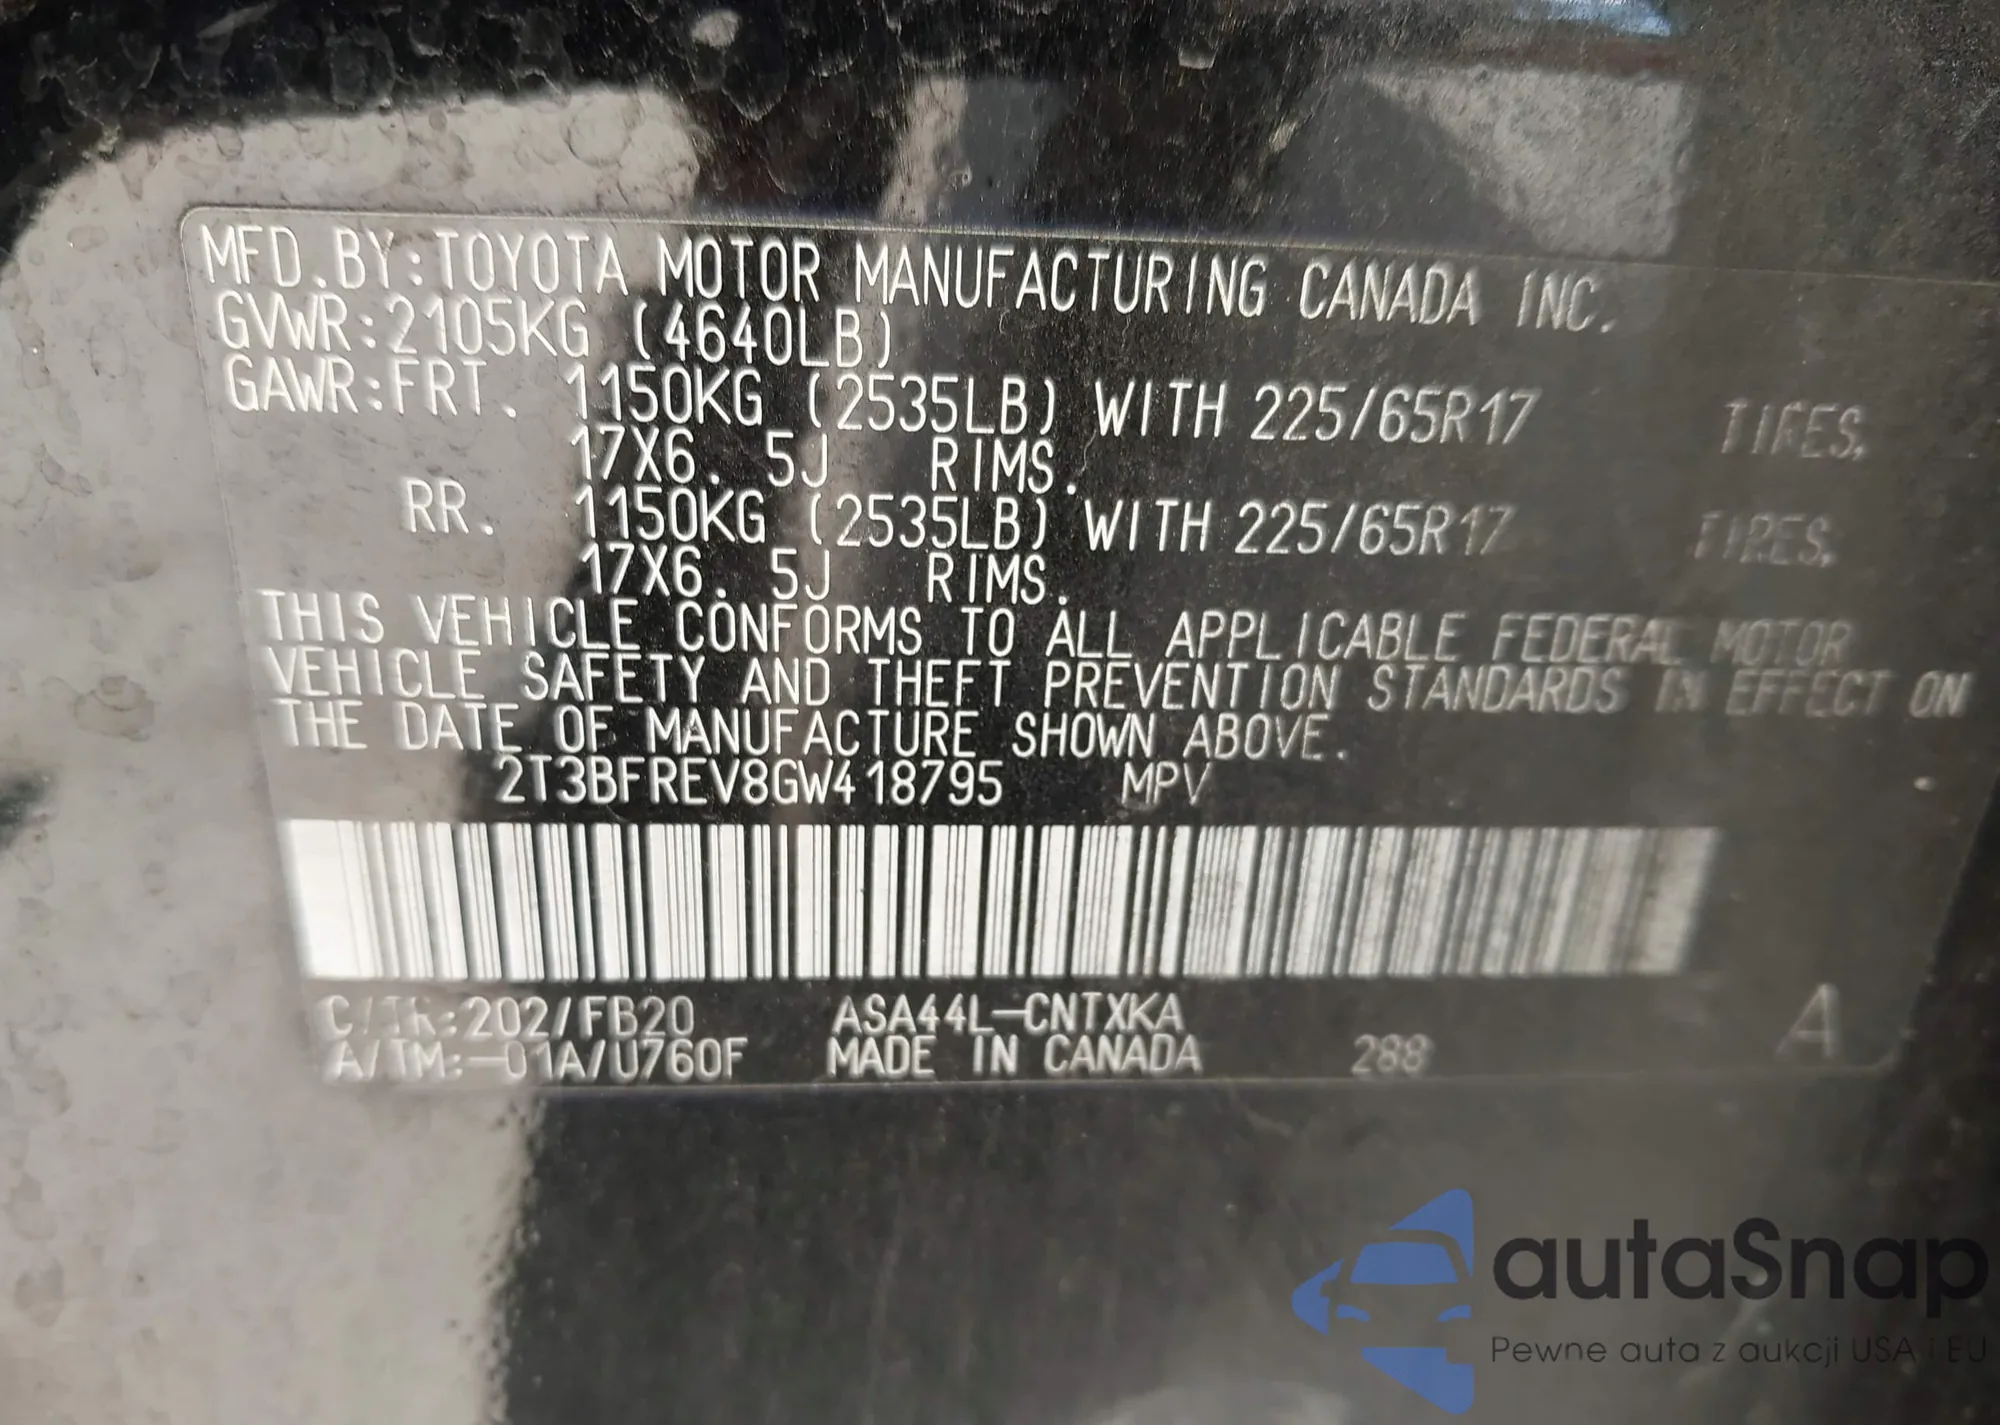 MFD.BY:TOYOTA MOTOR MANUFACTURING CANADA INC.
GVWR:2105KG (4640LB)
GAWR:FRT. 1150KG (2535LB) WITH 225/65R17 TIRES,
17X6. 5J RIMS.
RR. 1150KG (2535LB) WITH 225/65R17 TIRES,
17X6. 5J RIMS.
THIS VEHICLE CONFORMS TO ALL APPLICABLE FEDERAL MOTOR
VEHICLE SAFETY AND THEFT PREVENTION STANDARDS IN EFFECT ON
THE DATE OF MANUFACTURE SHOWN ABOVE.
2T3BFREV8GW418795 MPV
C/TR:202/FB20 ASA44L-CNTXKA
A/TM:-01A/U760F MADE IN CANADA 288 A
autaSnap
Pewne auta z aukcji USA i EU